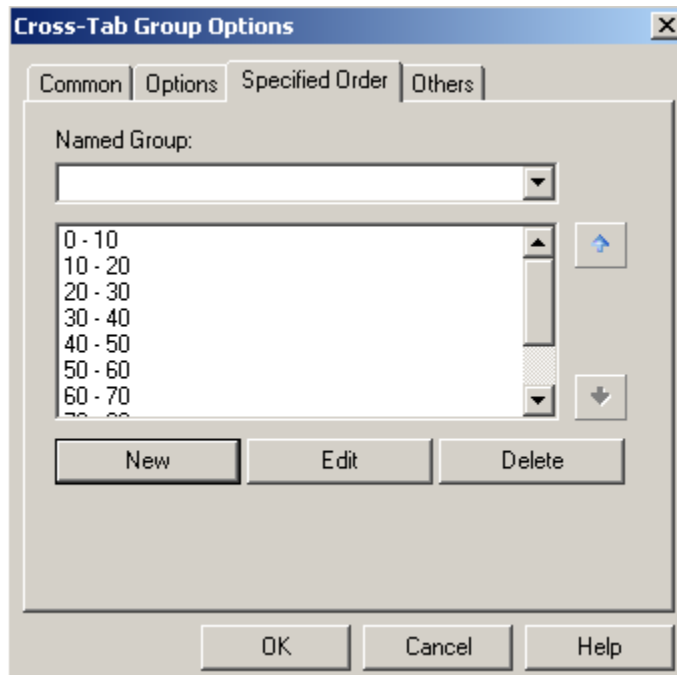 Cross-Tab Group Options
Common Options Specified Order Others
Named Group:
0 - 10
10 - 20
20 - 30
30 - 40
40 - 50
50 - 60
60 - 70
New Edit Delete
OK Cancel Help